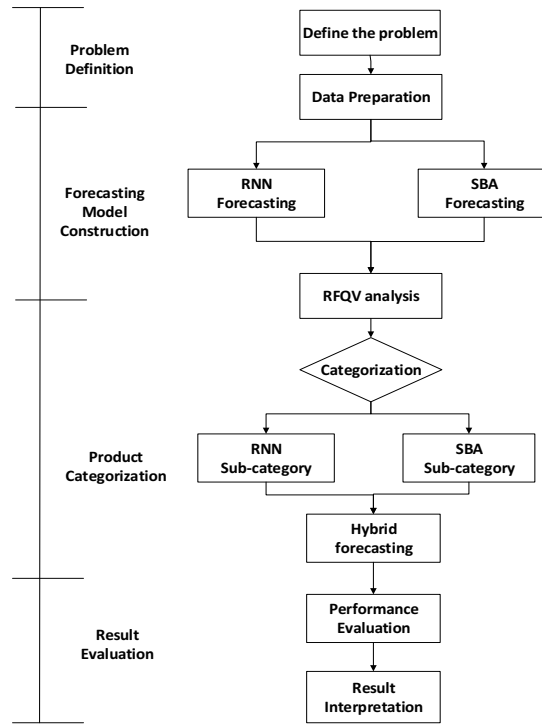 Define the problem
Problem
Definition
Data Preparation
RNN
Forecasting
SBA
Forecasting
Forecasting
Model
Construction
RFQV analysis
Categorization
RNN
Sub-category
SBA
Sub-category
Product
Categorization
Hybrid
forecasting
Performance
Evaluation
Result
Evaluation
Result
Interpretation